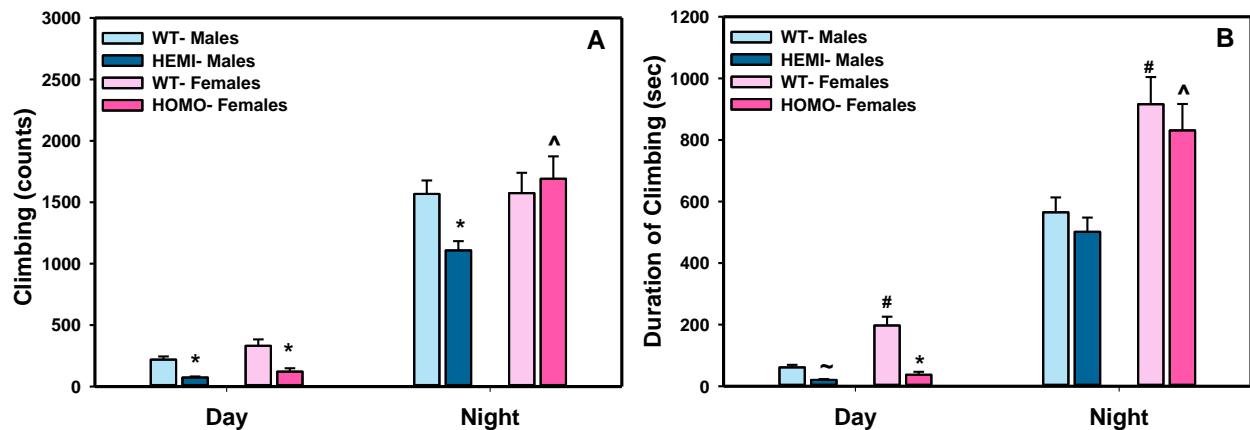 A
WT- Males
HEMI- Males
WT- Females
HOMO- Females
Climbing (counts)
3000
2500
2000
1500
1000
500
0
*
*
*
^
Day
Night
B
WT- Males
HEMI- Males
WT- Females
HOMO- Females
Duration of Climbing (sec)
1200
1000
800
600
400
200
0
~
#
*
#
^
Day
Night